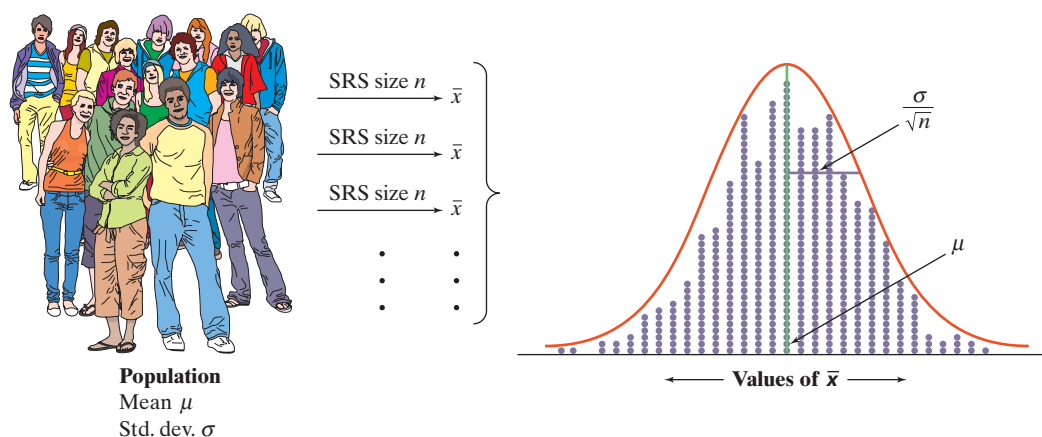 SRS size n
x̄
SRS size n
x̄
SRS size n
x̄
Population
Mean μ
Std. dev. σ
σ/√n
μ
Values of x̄